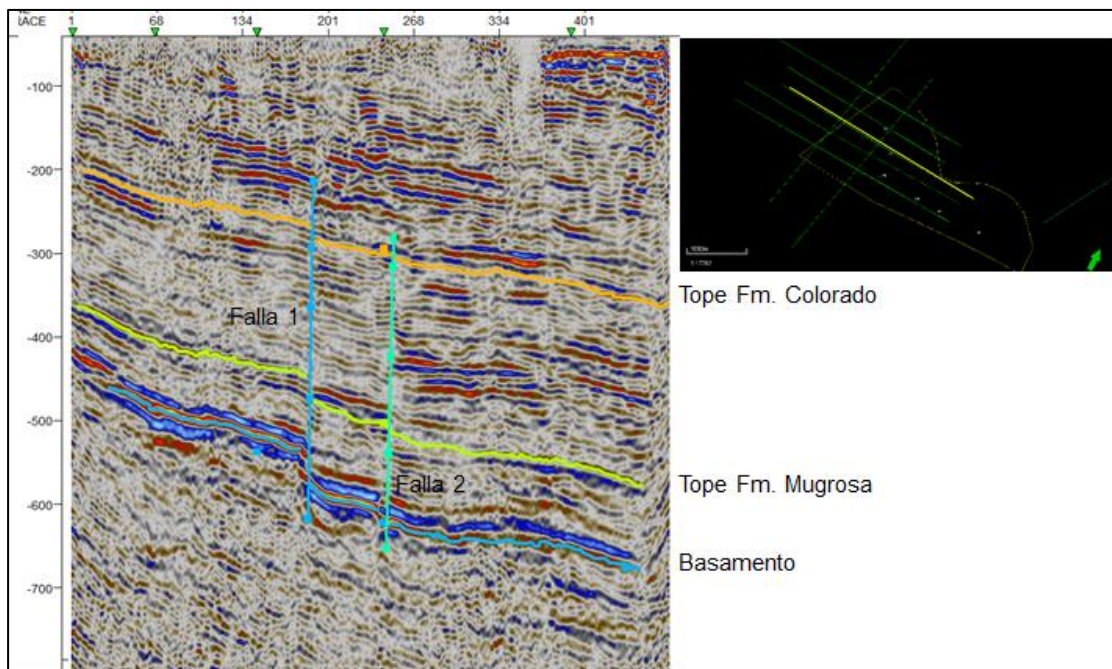 IACE 1 68 134 201 268 334 401
-100
-200
-300
-400
-500
-600
-700
Falla 1
Falla 2
Tope Fm. Colorado
Tope Fm. Mugrosa
Basamento